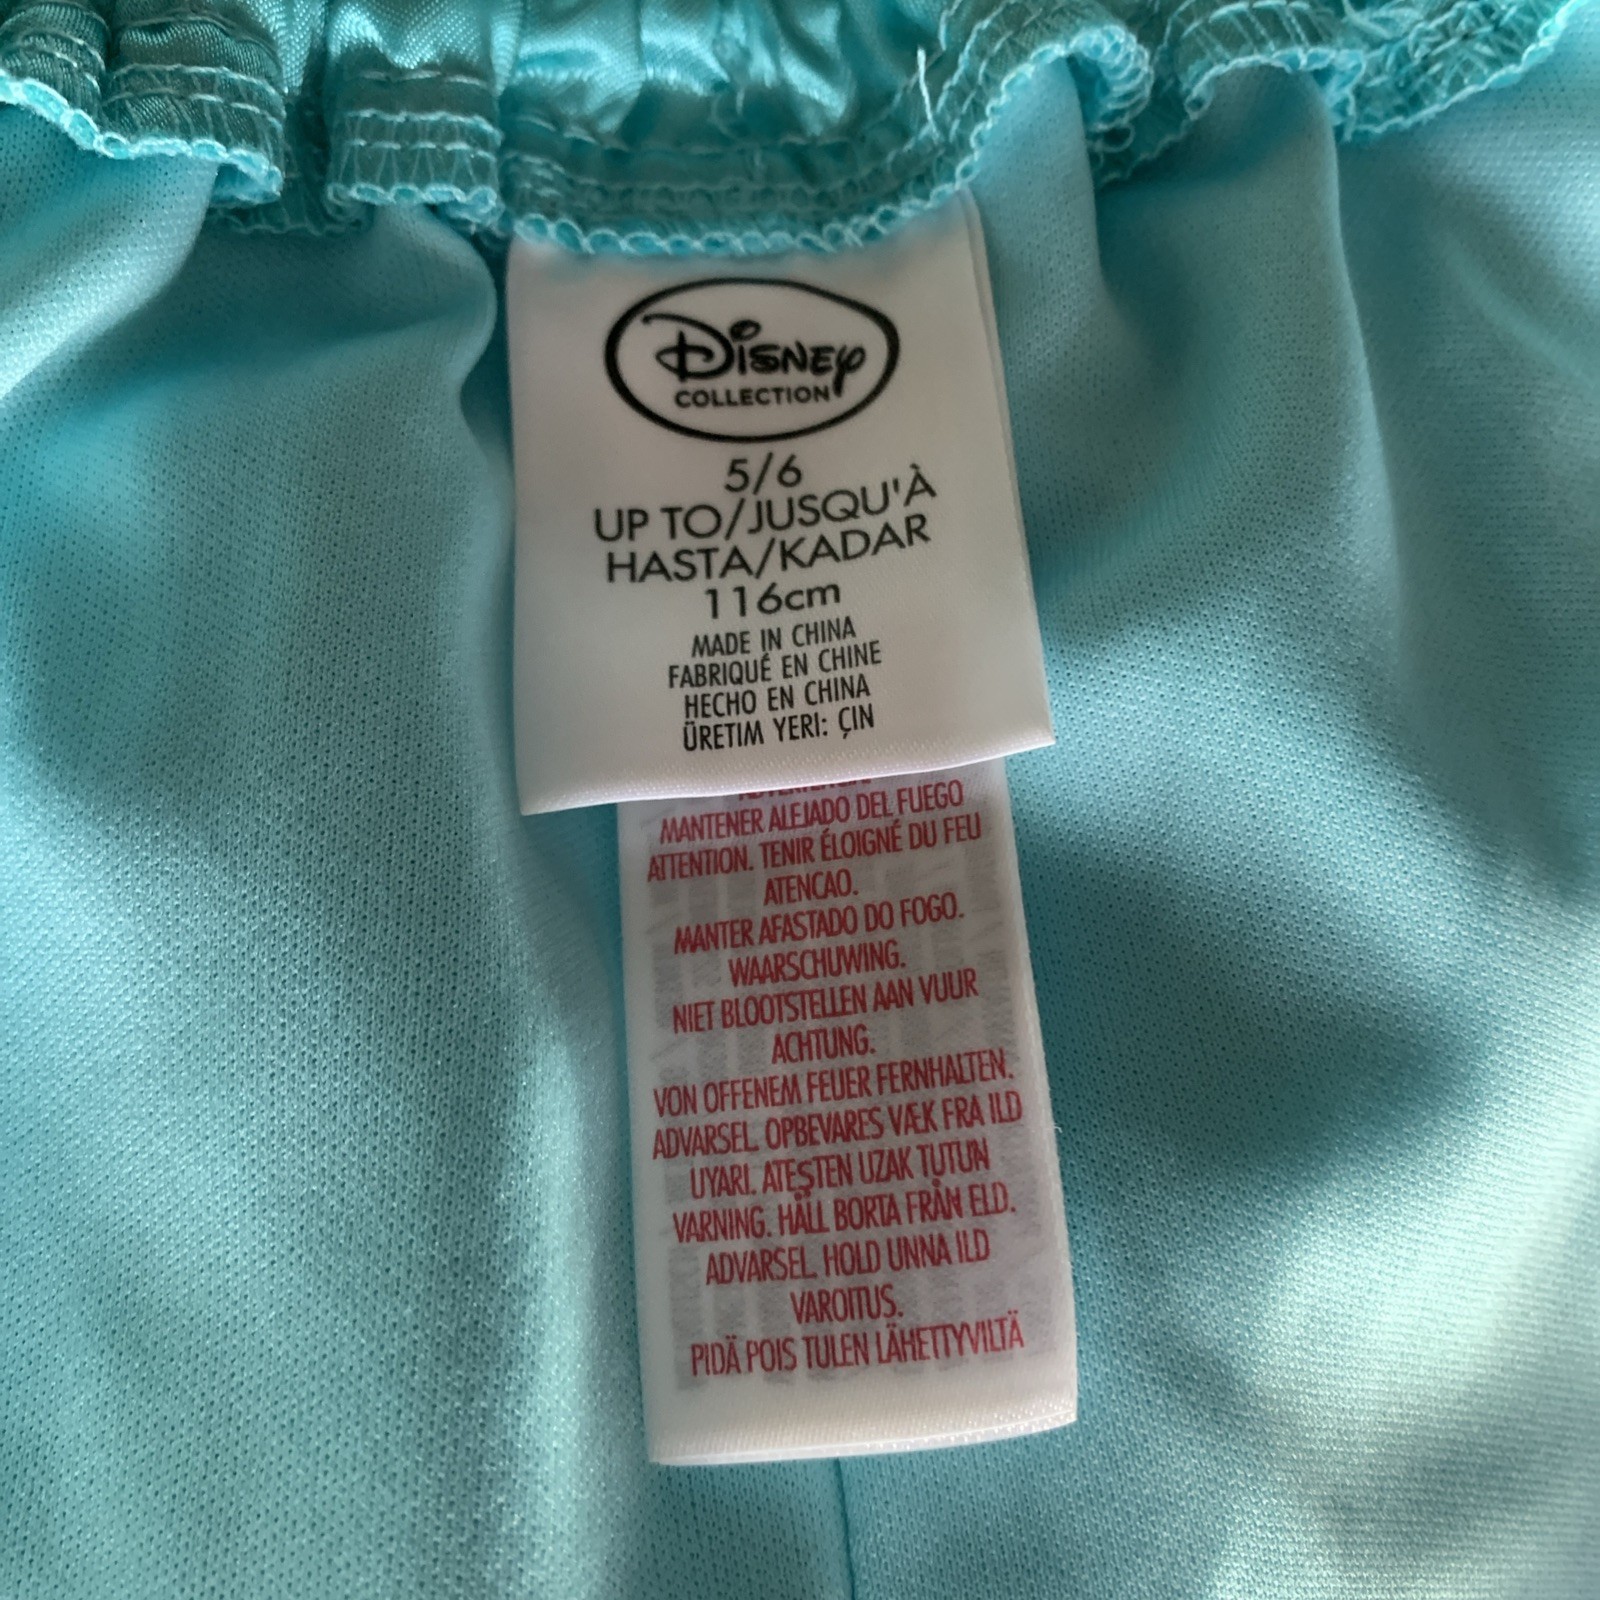 Disney
COLLECTION
5/6
UP TO/JUSQU'À
HASTA/KADAR
116cm
MADE IN CHINA
FABRIQUÉ EN CHINE
HECHO EN CHINA
ÜRETIM YERI: ÇIN
MANTENER ALEJADO DEL FUEGO
ATTENTION. TENIR ÉLOIGNÉ DU FEU
ATENCAO.
MANTER AFASTADO DO FOGO.
WAARSCHUWING.
NIET BLOOTSTELLEN AAN VUUR
ACHTUNG.
VON OFFENEM FEUER FERNHALTEN.
ADVARSEL. OPBEVARES VÆK FRA ILD
UYARI. ATEŞTEN UZAK TUTUN
VARNING. HÅLL BORTA FRÅN ELD.
ADVARSEL. HOLD UNNA ILD
VAROITUS.
PIDÄ POIS TULEN LÄHETTYVILTÄ